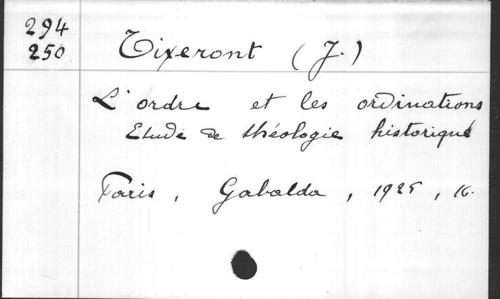 294
250
Tixeront (J.)
L'ordre et les ordinations
Etude de théologie historique
Paris, Gabalda, 1925, 16.